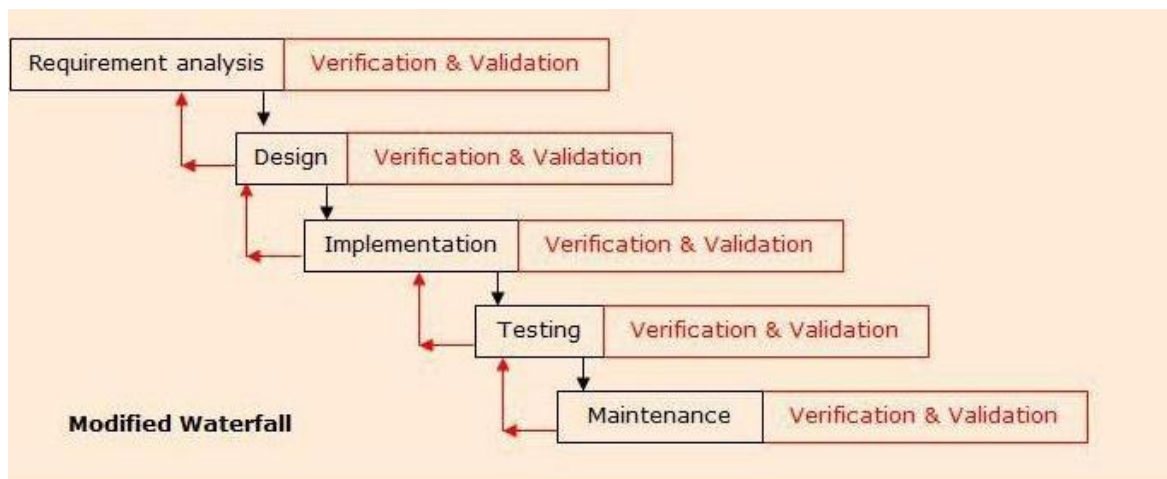 Requirement analysis Verification & Validation
Design Verification & Validation
Implementation Verification & Validation
Testing Verification & Validation
Maintenance Verification & Validation
Modified Waterfall